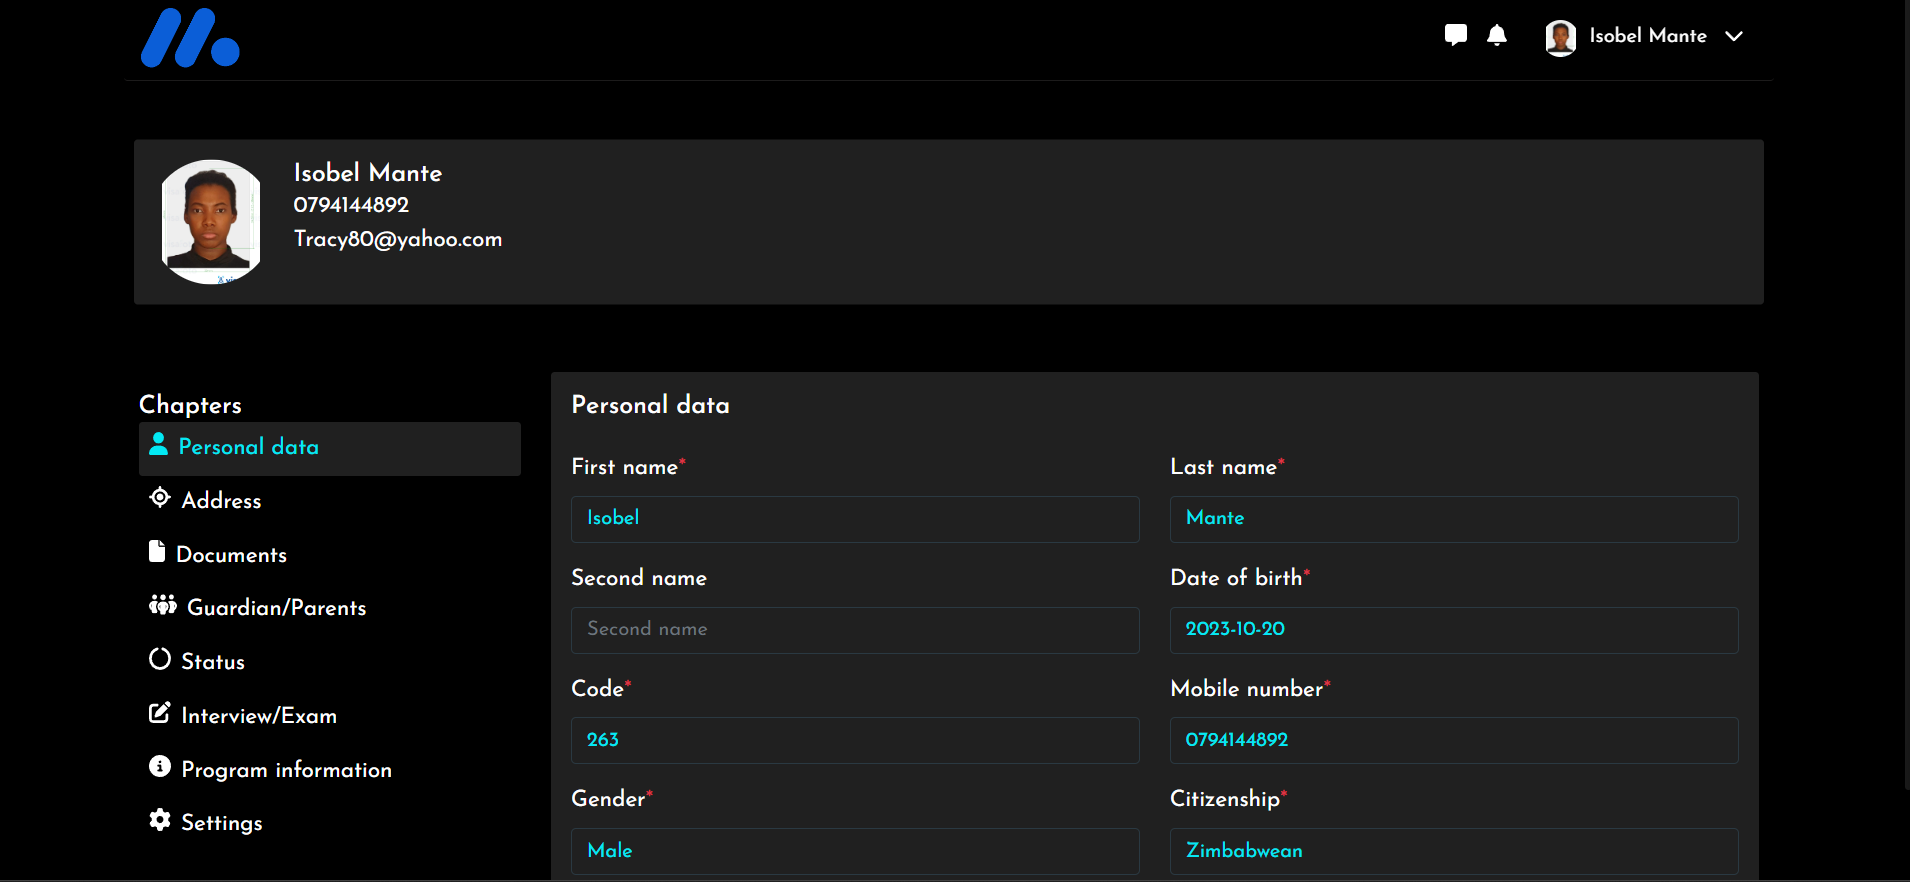 Isobel Mante
Isobel Mante
0794144892
Tracy80@yahoo.com
Chapters
Personal data
Address
Documents
Guardian/Parents
Status
Interview/Exam
Program information
Settings
Personal data
First name* Last name*
Isobel Mante
Second name Date of birth*
Second name 2023-10-20
Code* Mobile number*
263 0794144892
Gender* Citizenship*
Male Zimbabwean